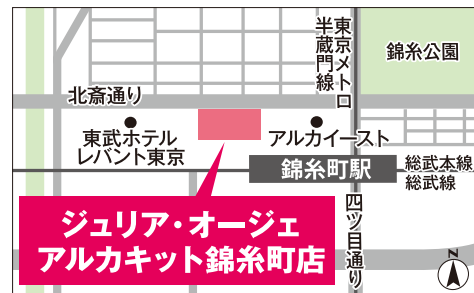 東京メトロ
半蔵門線
錦糸公園
北斎通り
東武ホテル
レバント東京
アルカイースト
錦糸町駅
総武本線
総武線
ジュリア・オージェ
アルカキット錦糸町店
四ツ目通り
N